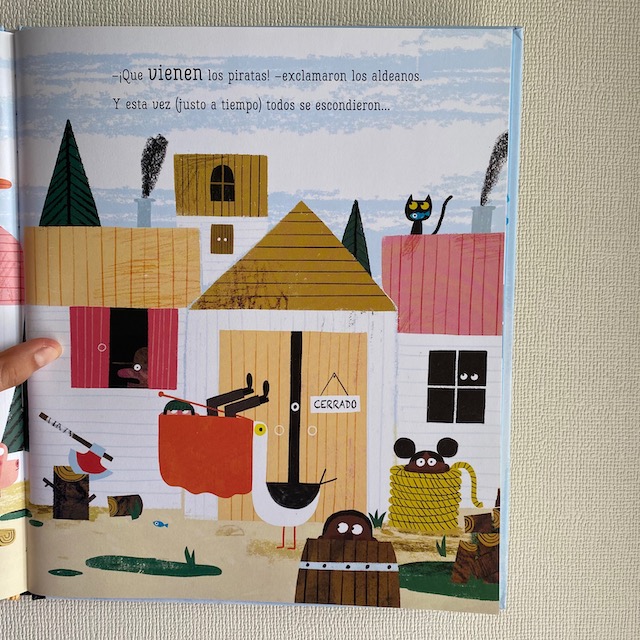 –¡Que vienen los piratas! –exclamaron los aldeanos.
Y esta vez (justo a tiempo) todos se escondieron...
CERRADO